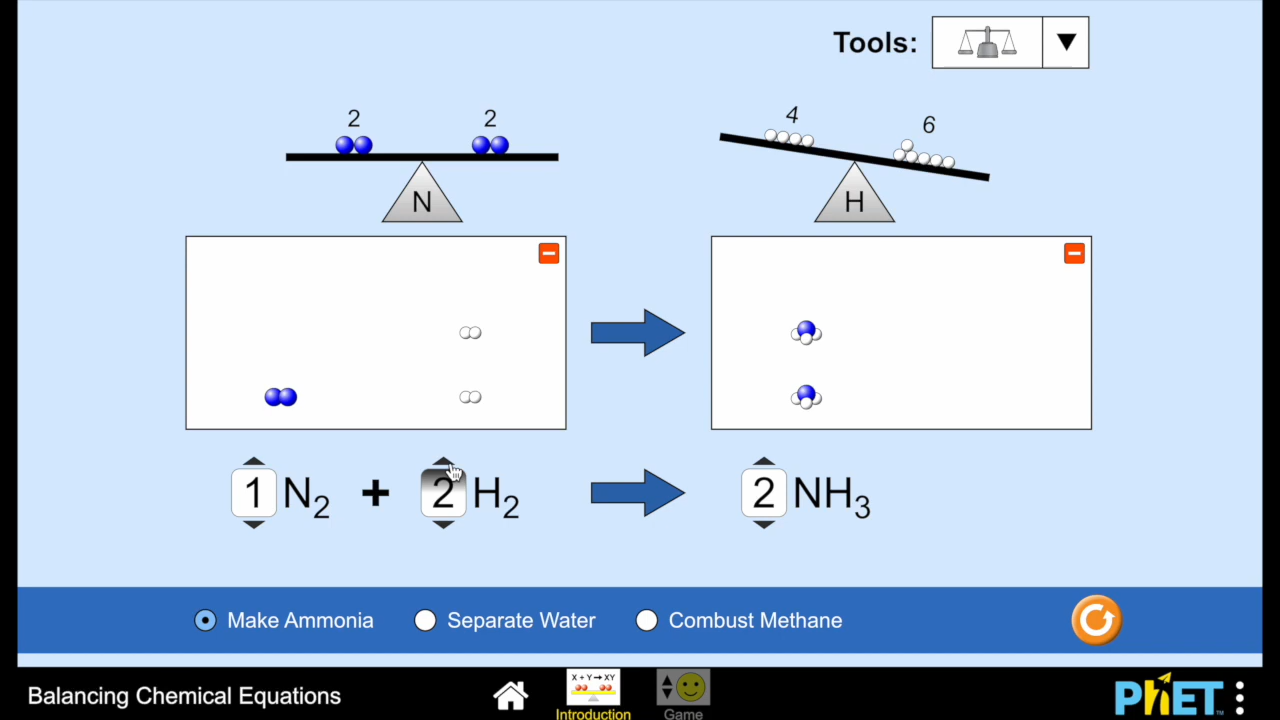 Tools:
2 2
4 6
N
H
1 N₂ + 2 H₂ 2 NH₃
Make Ammonia Separate Water Combust Methane
Balancing Chemical Equations
X + Y → XY
Introduction
Game
PhET™